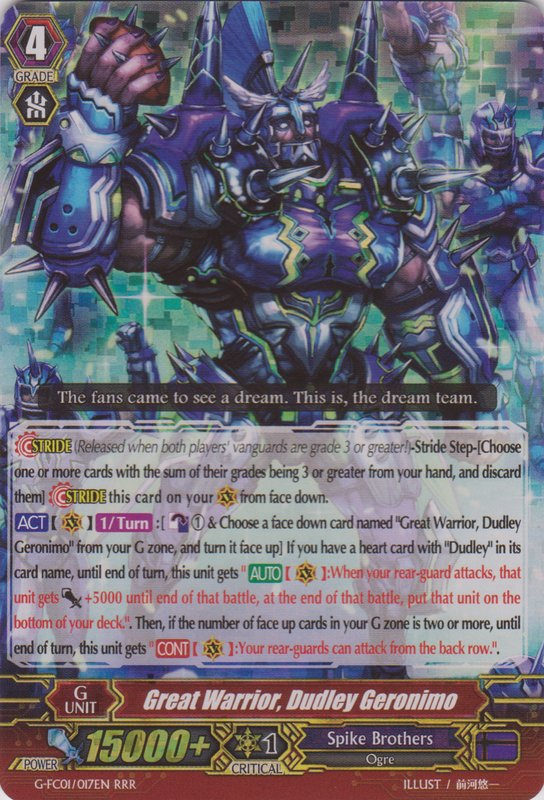 4
GRADE
The fans came to see a dream. This is, the dream team.
STRIDE (Released when both players' vanguards are grade 3 or greater!)-Stride Step-[Choose
one or more cards with the sum of their grades being 3 or greater from your hand, and discard
them] STRIDE this card on your from face down.
ACT【 】1/Turn :[ ① & Choose a face down card named "Great Warrior, Dudley
Geronimo" from your G zone, and turn it face up] If you have a heart card with "Dudley" in its
card name, until end of turn, this unit gets " AUTO【 】:When your rear-guard attacks, that
unit gets +5000 until end of that battle, at the end of that battle, put that unit on the
bottom of your deck.". Then, if the number of face up cards in your G zone is two or more, until
end of turn, this unit gets " CONT【 】:Your rear-guards can attack from the back row.".
G
UNIT
Great Warrior, Dudley Geronimo
POWER
15000+
1
CRITICAL
Spike Brothers
Ogre
G-FC01/017EN RRR
ILLUST / 前河悠一